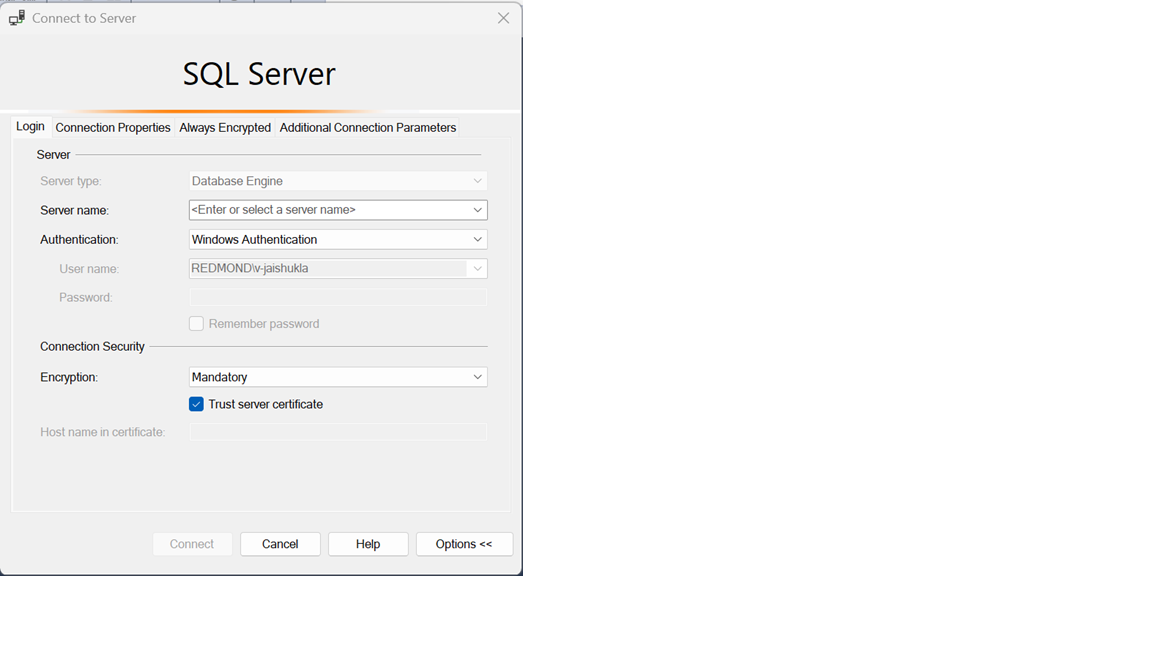 Connect to Server
SQL Server
Login Connection Properties Always Encrypted Additional Connection Parameters
Server
Server type: Database Engine
Server name: <Enter or select a server name>
Authentication: Windows Authentication
User name: REDMOND\v-jaishukla
Password:
Remember password
Connection Security
Encryption: Mandatory
Trust server certificate
Host name in certificate:
Connect Cancel Help Options <<